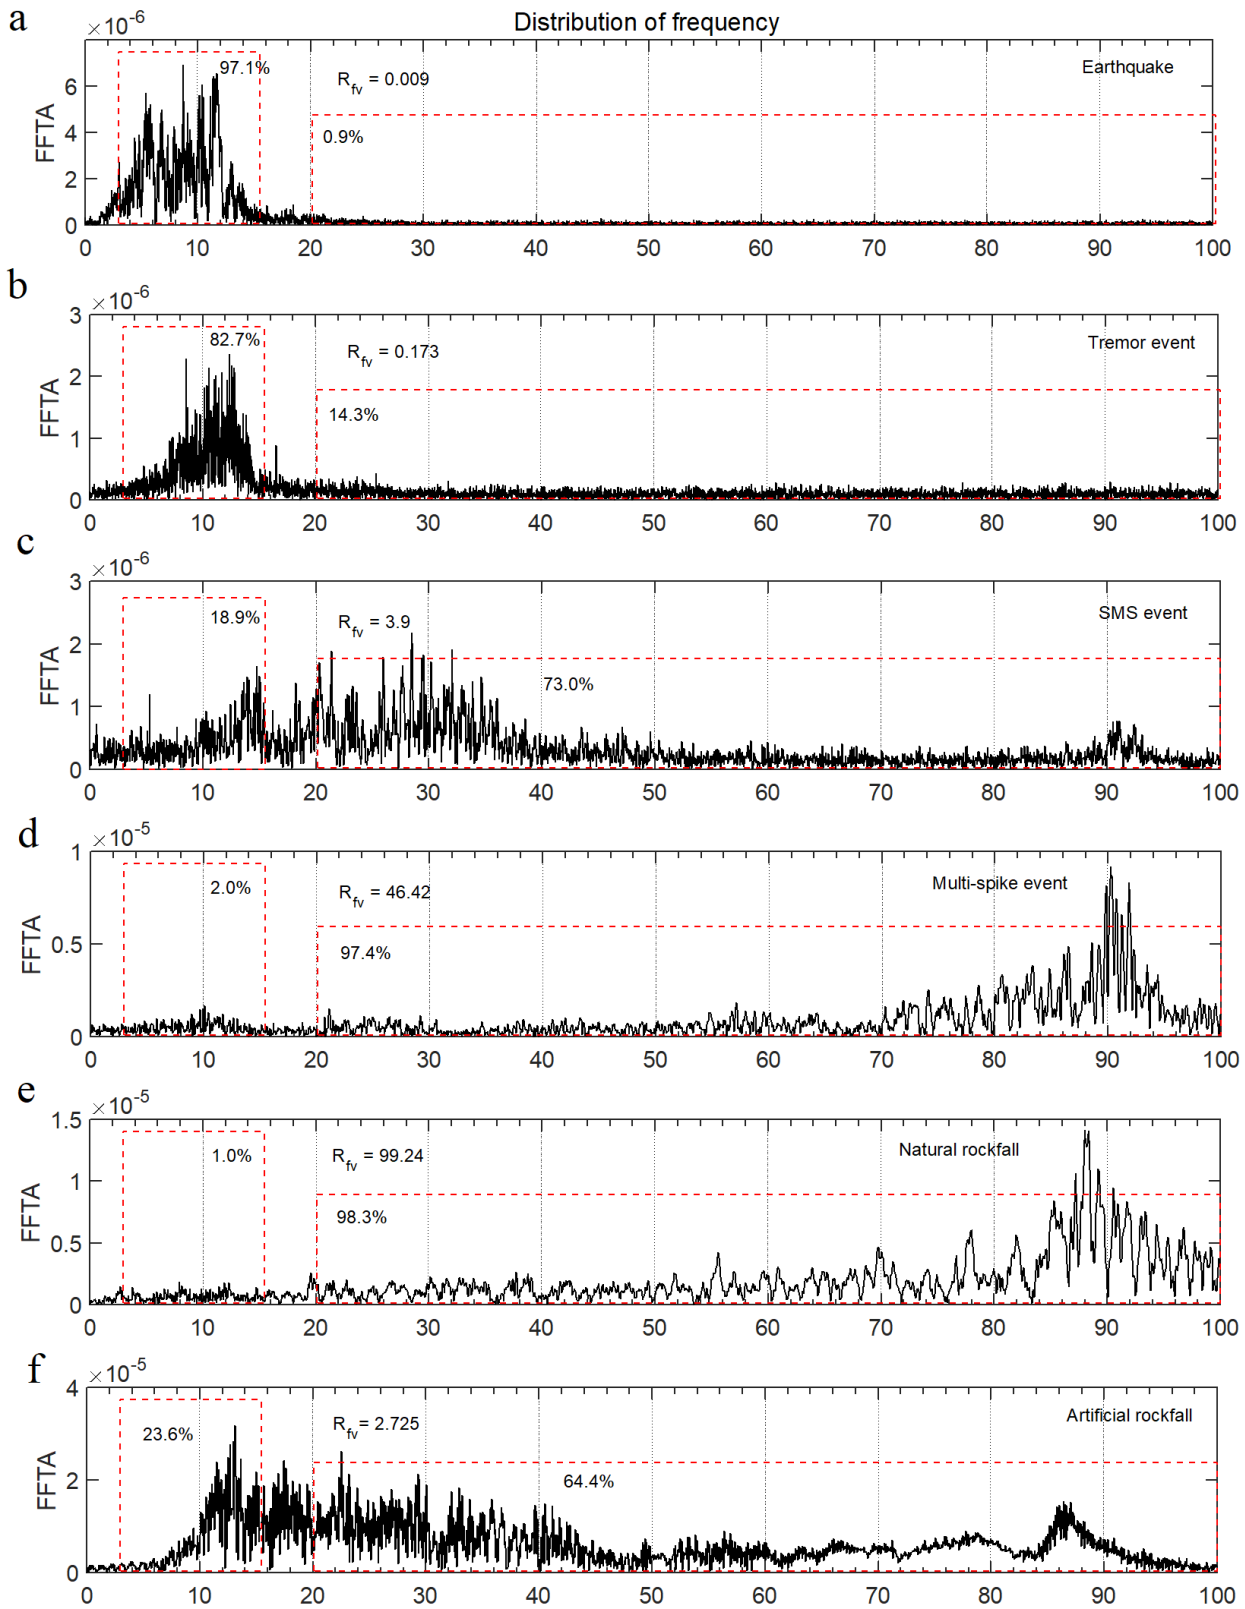 a
Distribution of frequency
×10-6
FFTA
6
4
2
0
97.1%
Rfv = 0.009
Earthquake
0.9%
0 10 20 30 40 50 60 70 80 90 100
b
×10-6
FFTA
3
2
1
0
82.7%
Rfv = 0.173
Tremor event
14.3%
0 10 20 30 40 50 60 70 80 90 100
c
×10-6
FFTA
3
2
1
0
18.9%
Rfv = 3.9
SMS event
73.0%
0 10 20 30 40 50 60 70 80 90 100
d
×10-5
FFTA
1
0.5
0
2.0%
Rfv = 46.42
Multi-spike event
97.4%
0 10 20 30 40 50 60 70 80 90 100
e
×10-5
FFTA
1.5
1
0.5
0
1.0%
Rfv = 99.24
Natural rockfall
98.3%
0 10 20 30 40 50 60 70 80 90 100
f
×10-5
FFTA
4
2
0
23.6%
Rfv = 2.725
Artificial rockfall
64.4%
0 10 20 30 40 50 60 70 80 90 100